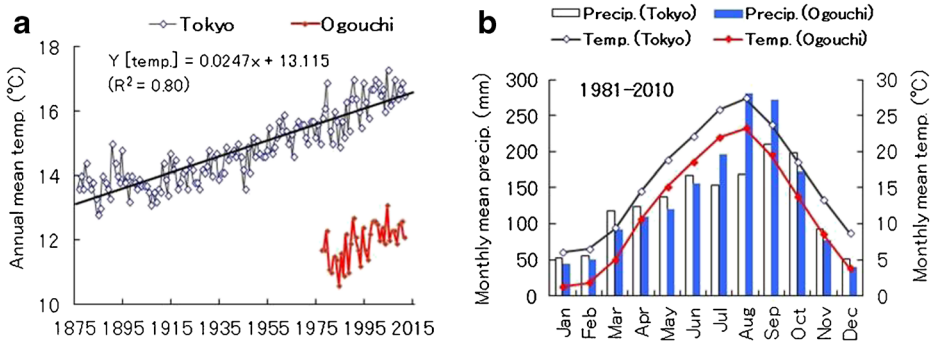 a
Tokyo Ogouchi
Y [temp.] = 0.0247x + 13.115
(R² = 0.80)
Annual mean temp. (°C)
18
16
14
12
10
1875 1895 1915 1935 1955 1975 1995 2015
b
Precip. (Tokyo) Precip. (Ogouchi)
Temp. (Tokyo) Temp. (Ogouchi)
1981-2010
Monthly mean precip. (mm)
300
250
200
150
100
50
0
30
25
20
15
10
5
0
Monthly mean temp. (°C)
Jan Feb Mar Apr May Jun Jul Aug Sep Oct Nov Dec